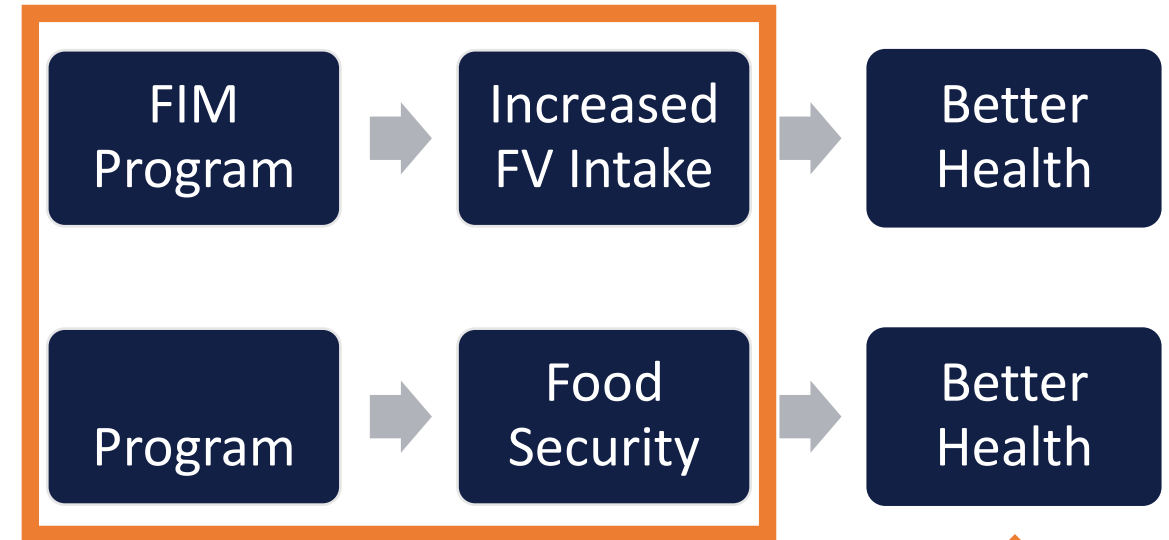 FIM
Program
Increased
FV Intake
Better
Health
Program
Food
Security
Better
Health